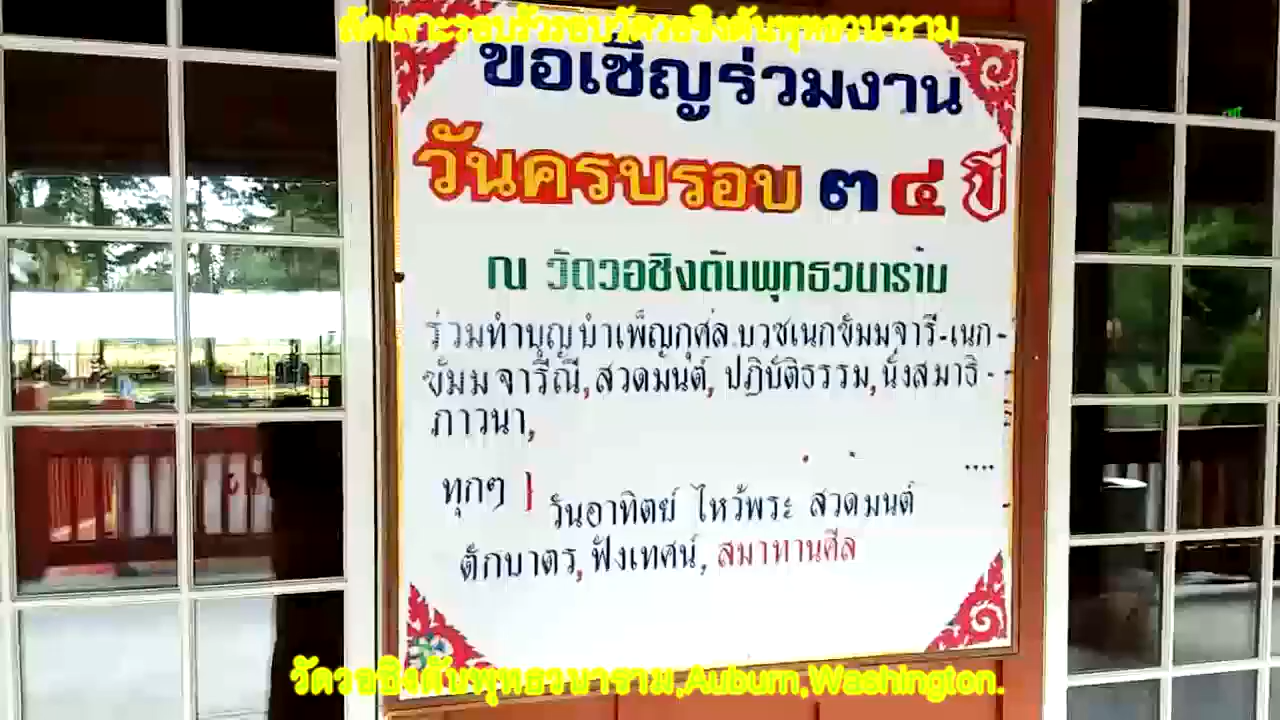 ลัดเลาะรอบรั้วรอบวัดวอชิงตันพุทธวนาราม
ขอเชิญร่วมงาน
วันครบรอบ ๓๔ ปี
ณ วัดวอชิงตันพุทธวนาราม
ร่วมทำบุญบำเพ็ญกุศล บวชเนกขัมมจารี-เนก-
ขัมมจาริณี, สวดมนต์, ปฏิบัติธรรม, นั่งสมาธิ-
ภาวนา,
ทุกๆ } วันอาทิตย์ ไหว้พระ สวดมนต์
ตักบาตร, ฟังเทศน์, สมาทานศีล
วัดวอชิงตันพุทธวนาราม,Auburn,Washington.